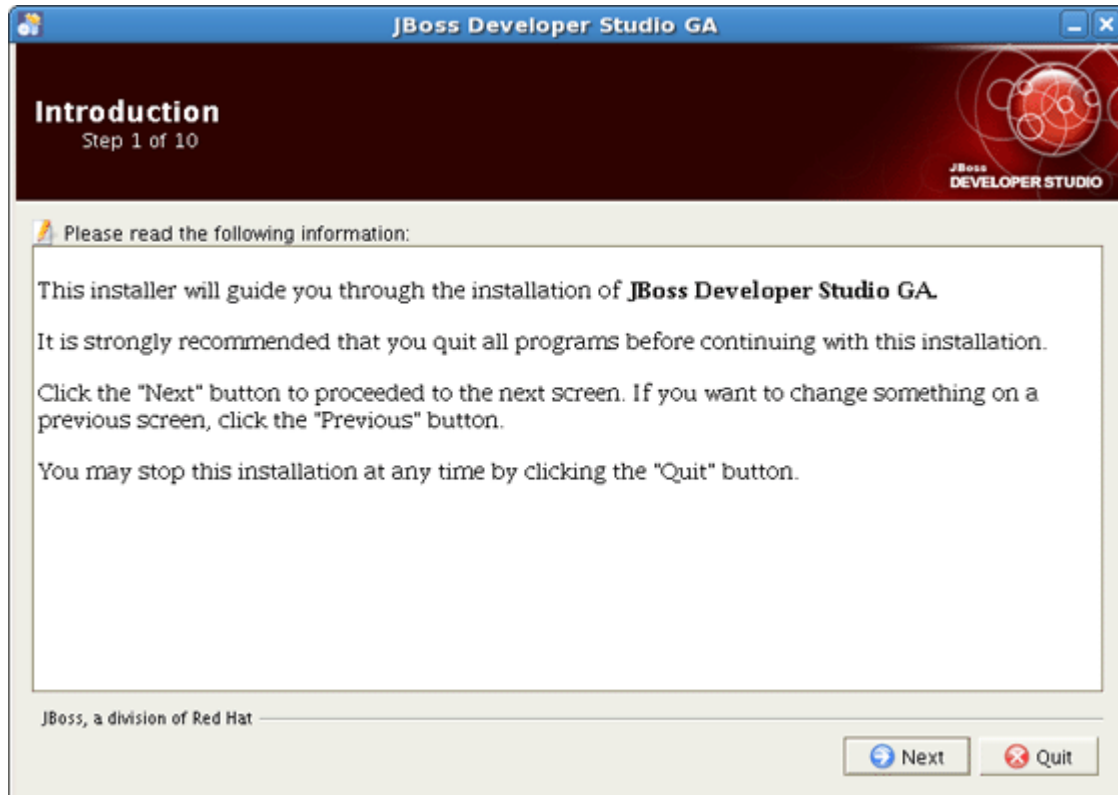 JBoss Developer Studio GA
Introduction
Step 1 of 10
JBoss
DEVELOPER STUDIO
Please read the following information:
This installer will guide you through the installation of JBoss Developer Studio GA.
It is strongly recommended that you quit all programs before continuing with this installation.
Click the "Next" button to proceeded to the next screen. If you want to change something on a
previous screen, click the "Previous" button.
You may stop this installation at any time by clicking the "Quit" button.
JBoss, a division of Red Hat
Next
Quit